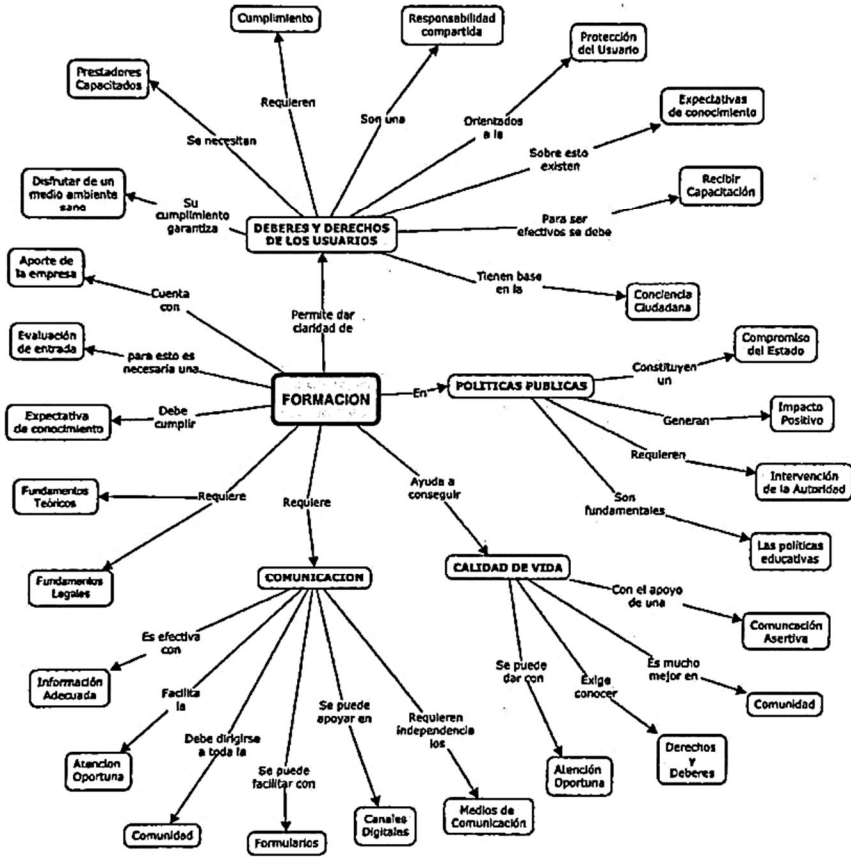 Cumplimiento
Responsabilidad
compartida
Protección
del Usuario
Prestadores
Capacitados
Requieren
Son una
Orientados
a la
Expectativas
de conocimiento
Se necesitan
Sobre esto
existen
Disfrutar de un
medio ambiente
sano
Su
cumplimiento
garantiza
Recibir
Capacitación
DEBERES Y DERECHOS
DE LOS USUARIOS
Para ser
efectivos se debe
Aporte de
la empresa
Cuenta
con
Tienen base
en la
Conciencia
Ciudadana
Permite dar
claridad de
Evaluación
de entrada
para esto es
necesaria una
Compromiso
del Estado
Constituyen
un
FORMACION
En
POLITICAS PUBLICAS
Expectativa
de conocimiento
Debe
cumplir
Generan
Impacto
Positivo
Requieren
Intervención
de la Autoridad
Fundamentos
Teóricos
Requiere
Requiere
Ayuda a
conseguir
Son
fundamentales
Las políticas
educativas
Fundamentos
Legales
COMUNICACION
CALIDAD DE VIDA
Con el apoyo
de una
Comuncación
Asertiva
Es efectiva
con
Información
Adecuada
Facilita
la
Se puede
apoyar en
Requieren
independencia
los
Se puede
dar con
Exige
conocer
Es mucho
mejor en
Comunidad
Debe dirigirse
a toda la
Se puede
facilitar con
Atencion
Oportuna
Atención
Oportuna
Derechos
y
Deberes
Comunidad
Formularios
Canales
Digitales
Medios de
Comunicación